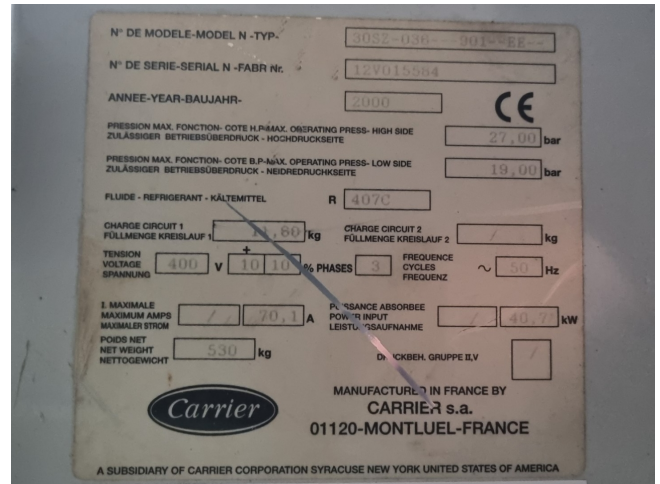 N° DE MODELE-MODEL N -TYP- 30SZ-036---901--EE--
N° DE SERIE-SERIAL N -FABR Nr. 12V015584
ANNEE-YEAR-BAUJAHR- 2000 CE
PRESSION MAX. FONCTION- COTE H.P-MAX. OBERATING PRESS- HIGH SIDE
ZULÄSSIGER BETRIEBSÜBERDRUCK - HOCHDRUCKSEITE 27,00 bar
PRESSION MAX. FONCTION- COTE B.P-MAX. OPERATING PRESS- LOW SIDE
ZULÄSSIGER BETRIEBSÜBERDRUCK - NEIDREDRUCHKSEITE 19,00 bar
FLUIDE - REFRIGERANT - KÄLTEMITTEL R 407C
CHARGE CIRCUIT 1 CHARGE CIRCUIT 2
FÜLLMENGE KREISLAUF 1 kg FÜLLMENGE KREISLAUF 2 / kg
TENSION FREQUENCE
VOLTAGE 400 V + 10 10 % PHASES 3 CYCLES ~ 50 Hz
SPANNUNG FREQUENZ
I. MAXIMALE PUISSANCE ABSORBEE
MAXIMUM AMPS / 70,1 A POWER INPUT / kW
MAXIMALER STROM LEISTUNGSAUFNAHME
POIDS NET
NET WEIGHT 530 kg DRUCKBEH. GRUPPE II,V /
NETTOGEWICHT
Carrier
MANUFACTURED IN FRANCE BY
CARRIER s.a.
01120-MONTLUEL-FRANCE
A SUBSIDIARY OF CARRIER CORPORATION SYRACUSE NEW YORK UNITED STATES OF AMERICA